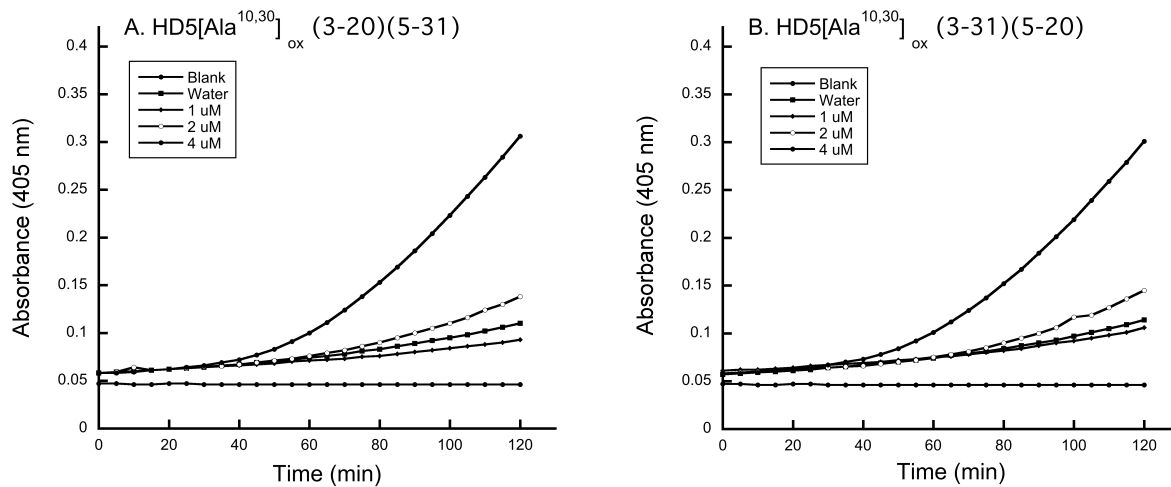 A. HD5[Ala10,30]ox (3-20)(5-31)
Blank
Water
1 uM
2 uM
4 uM
0.4
0.35
0.3
0.25
0.2
0.15
0.1
0.05
0
Absorbance (405 nm)
0 20 40 60 80 100 120
Time (min)
B. HD5[Ala10,30]ox (3-31)(5-20)
Blank
Water
1 uM
2 uM
4 uM
0.4
0.35
0.3
0.25
0.2
0.15
0.1
0.05
0
Absorbance (405 nm)
0 20 40 60 80 100 120
Time (min)